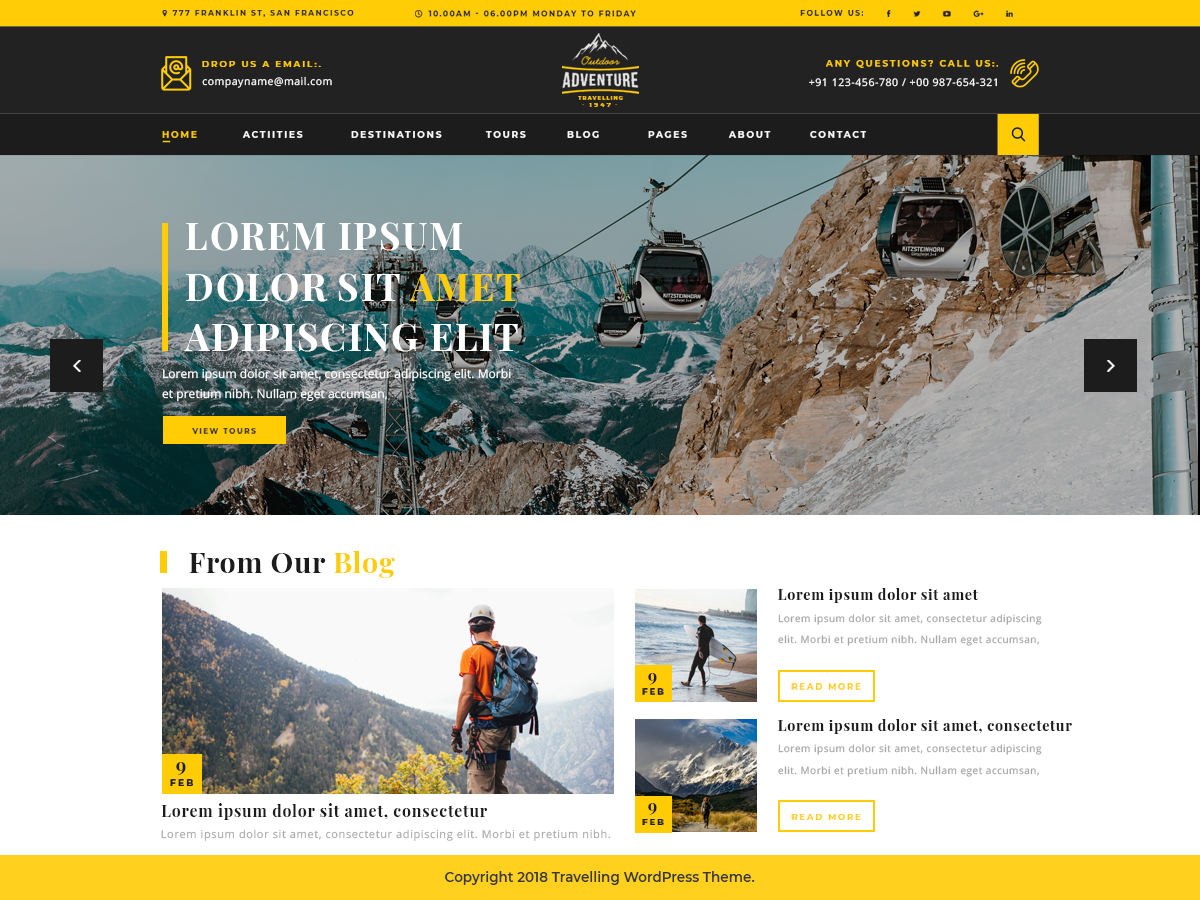 777 FRANKLIN ST, SAN FRANCISCO
10.00AM - 06.00PM MONDAY TO FRIDAY
FOLLOW US:
DROP US A EMAIL:.
compayname@mail.com
Outdoor
ADVENTURE
TRAVELLING
- 1947 -
ANY QUESTIONS? CALL US:.
+91 123-456-780 / +00 987-654-321
HOME
ACTIITIES
DESTINATIONS
TOURS
BLOG
PAGES
ABOUT
CONTACT
LOREM IPSUM
DOLOR SIT AMET
ADIPISCING ELIT
Lorem ipsum dolor sit amet, consectetur adipiscing elit. Morbi
et pretium nibh. Nullam eget accumsan,
VIEW TOURS
KITZSTEINHORN
KITZSTEINHORN
From Our Blog
9
FEB
Lorem ipsum dolor sit amet, consectetur
Lorem ipsum dolor sit amet, consectetur adipiscing elit. Morbi et pretium nibh.
9
FEB
Lorem ipsum dolor sit amet
Lorem ipsum dolor sit amet, consectetur adipiscing
elit. Morbi et pretium nibh. Nullam eget accumsan,
READ MORE
9
FEB
Lorem ipsum dolor sit amet, consectetur
Lorem ipsum dolor sit amet, consectetur adipiscing
elit. Morbi et pretium nibh. Nullam eget accumsan,
READ MORE
Copyright 2018 Travelling WordPress Theme.